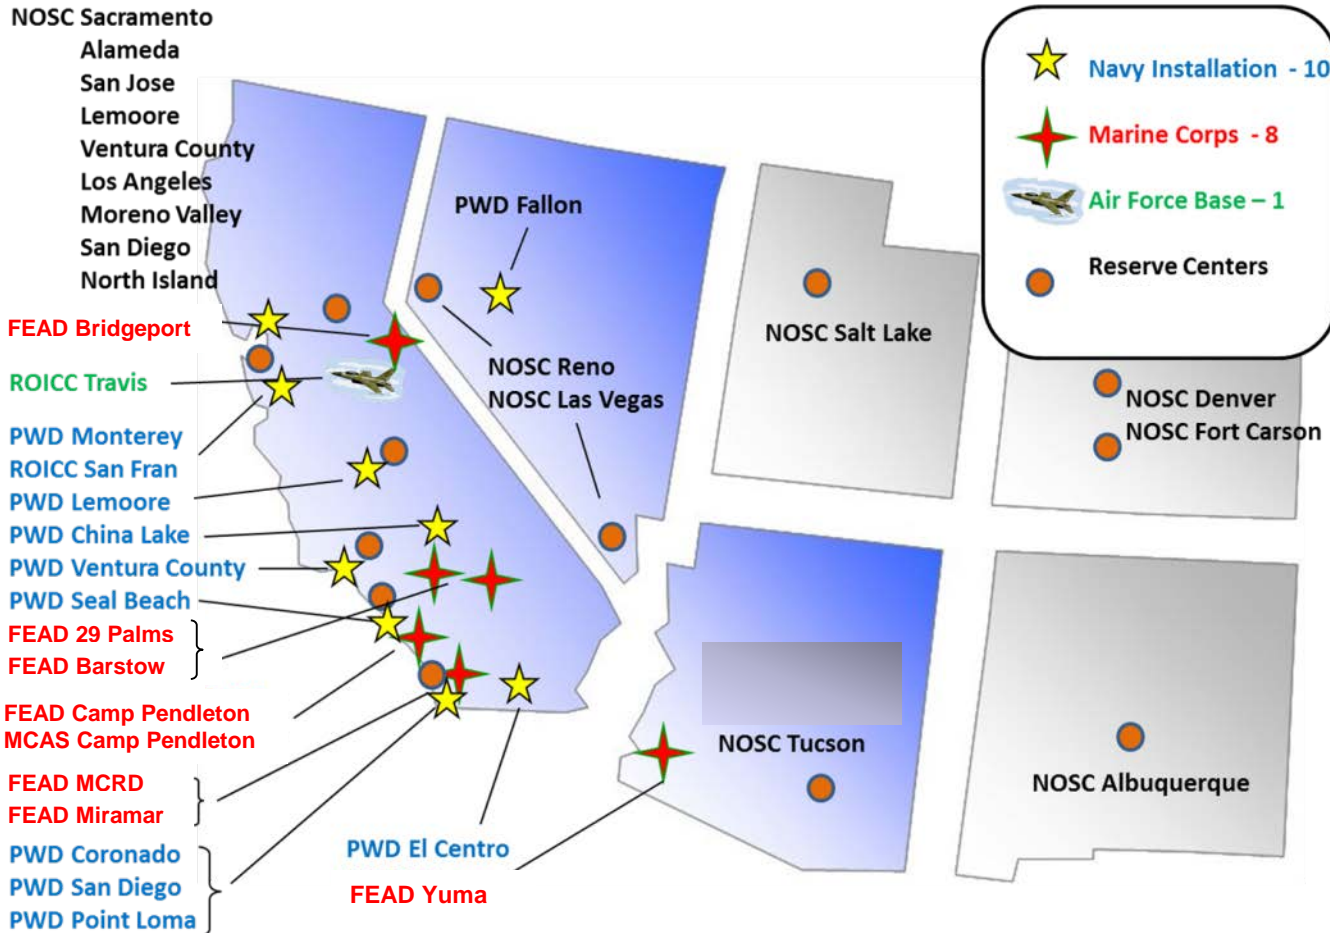 NOSC Sacramento
Alameda
San Jose
Lemoore
Ventura County
Los Angeles
Moreno Valley
San Diego
North Island
FEAD Bridgeport
ROICC Travis
PWD Monterey
ROICC San Fran
PWD Lemoore
PWD China Lake
PWD Ventura County
PWD Seal Beach
FEAD 29 Palms
FEAD Barstow
FEAD Camp Pendleton
MCAS Camp Pendleton
FEAD MCRD
FEAD Miramar
PWD Coronado
PWD San Diego
PWD Point Loma
PWD El Centro
FEAD Yuma
PWD Fallon
NOSC Reno
NOSC Las Vegas
NOSC Salt Lake
NOSC Tucson
NOSC Denver
NOSC Fort Carson
NOSC Albuquerque
Navy Installation - 10
Marine Corps - 8
Air Force Base – 1
Reserve Centers